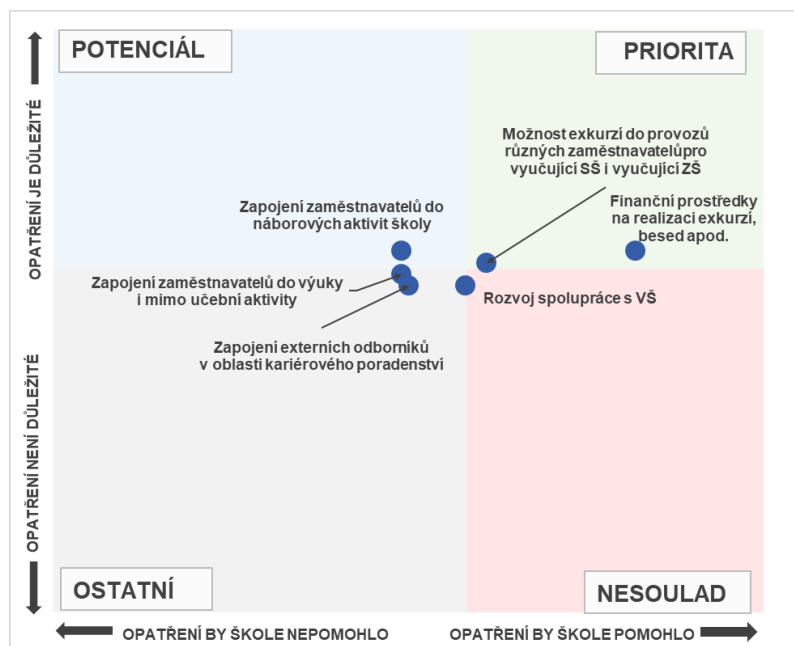 POTENCIÁL
PRIORITA
OPATŘENÍ JE DŮLEŽITÉ
Možnost exkurzí do provozů
různých zaměstnavatelůpro
vyučující SŠ i vyučující ZŠ
Finanční prostředky
na realizaci exkurzí,
besed apod.
Zapojení zaměstnavatelů do
náborových aktivit školy
Zapojení zaměstnavatelů do výuky
i mimo učební aktivity
Rozvoj spolupráce s VŠ
Zapojení externích odborníků
v oblasti kariérového poradenství
OPATŘENÍ NENÍ DŮLEŽITÉ
OSTATNÍ
NESOULAD
OPATŘENÍ BY ŠKOLE NEPOMOHLO
OPATŘENÍ BY ŠKOLE POMOHLO